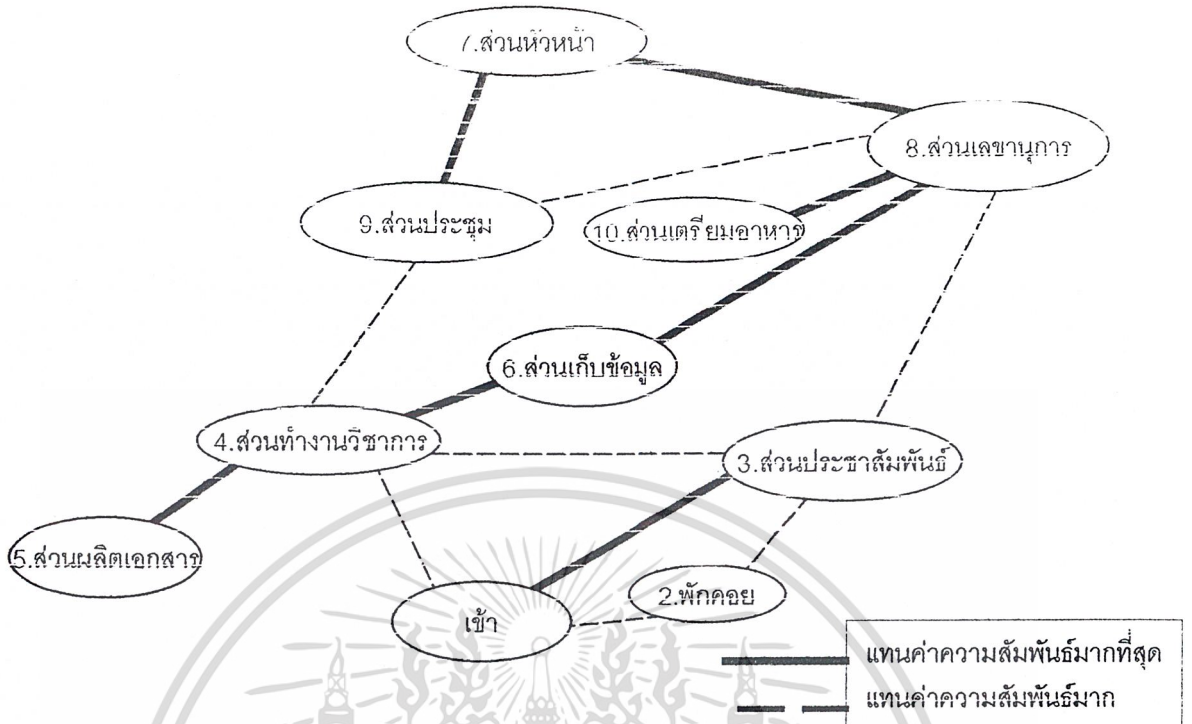 7.ส่วนหัวหน้า
8.ส่วนเลขานุการ
9.ส่วนประชุม
10.ส่วนเตรียมอาหาร
6.ส่วนเก็บข้อมูล
4.ส่วนทำงานวิชาการ
3.ส่วนประชาสัมพันธ์
5.ส่วนผลิตเอกสาร
2.พักคอย
เข้า
แทนค่าความสัมพันธ์มากที่สุด
แทนค่าความสัมพันธ์มาก